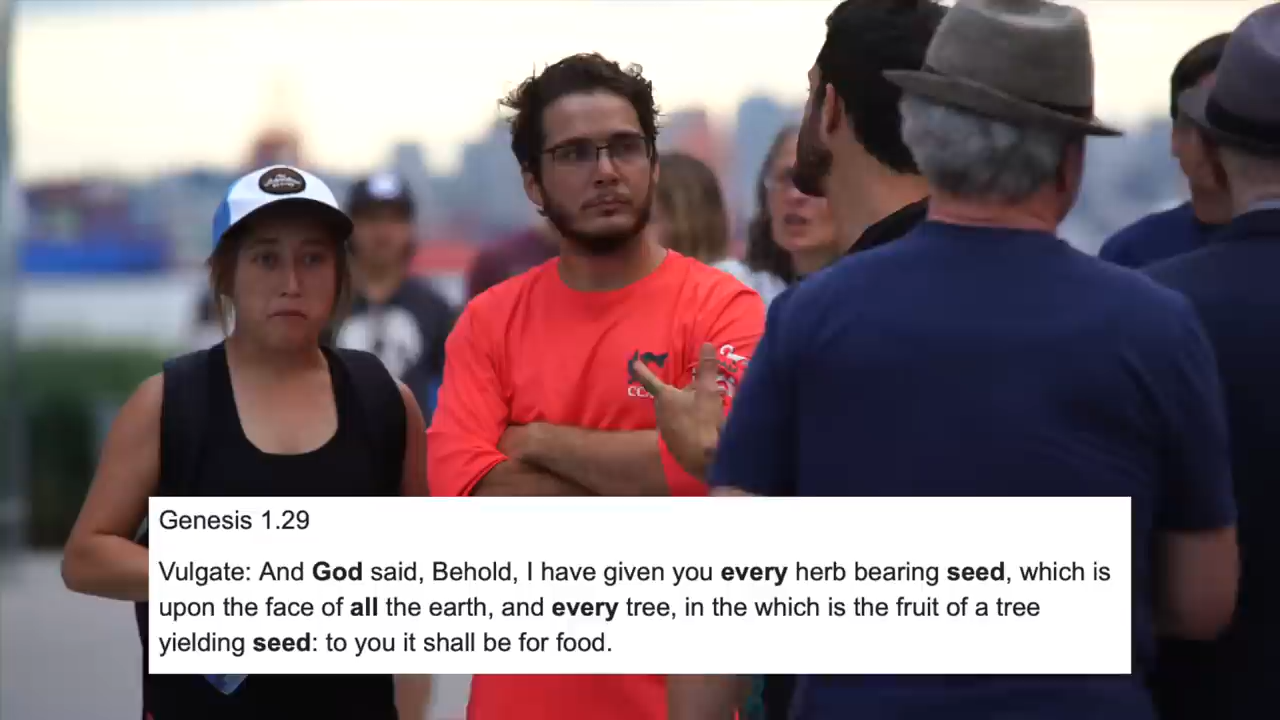 Genesis 1.29
Vulgate: And God said, Behold, I have given you every herb bearing seed, which is
upon the face of all the earth, and every tree, in the which is the fruit of a tree
yielding seed: to you it shall be for food.